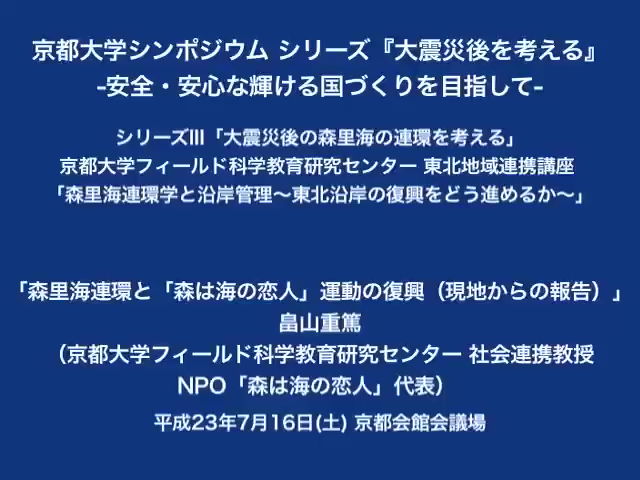 京都大学シンポジウム シリーズ『大震災後を考える』
-安全・安心な輝ける国づくりを目指して-
シリーズIII「大震災後の森里海の連環を考える」
京都大学フィールド科学教育研究センター 東北地域連携講座
「森里海連環学と沿岸管理〜東北沿岸の復興をどう進めるか〜」
「森里海連環と「森は海の恋人」運動の復興（現地からの報告）」
畠山重篤
（京都大学フィールド科学教育研究センター 社会連携教授
NPO「森は海の恋人」代表）
平成23年7月16日(土) 京都会館会議場